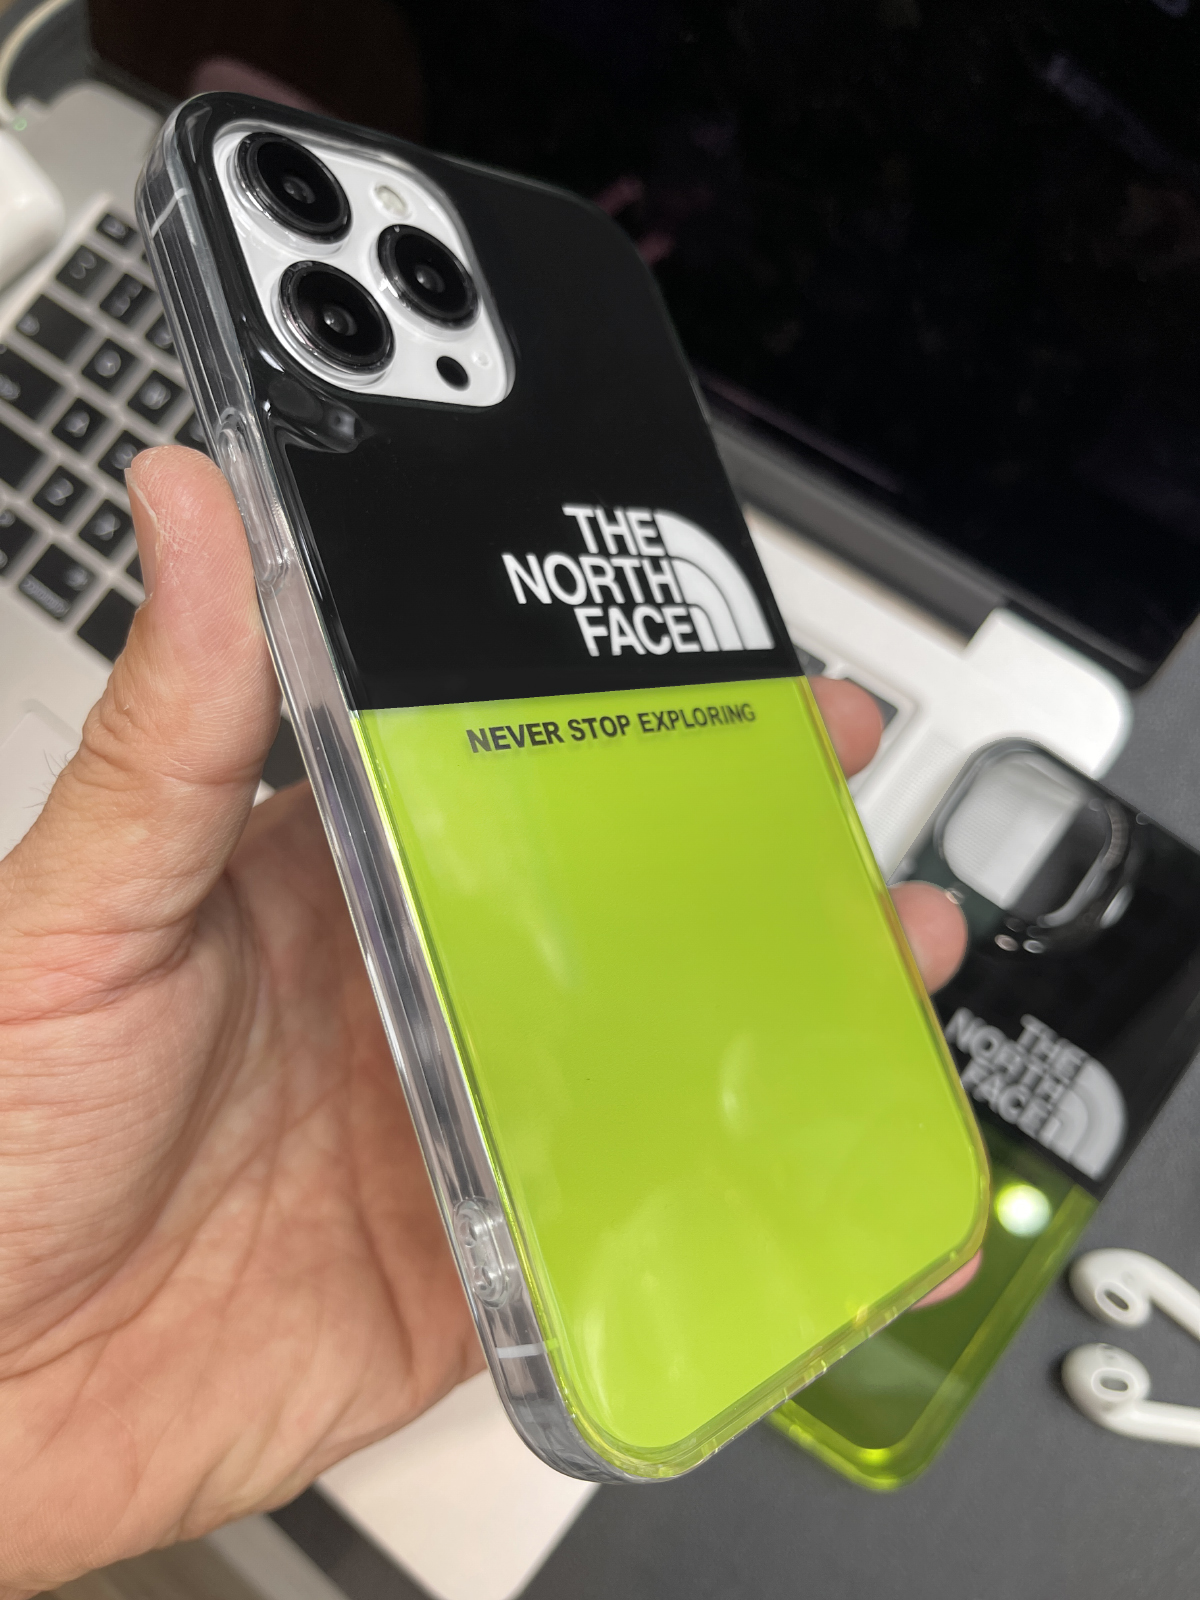 THE
NORTH
FACE
NEVER STOP EXPLORING
THE
NORTH
FACE